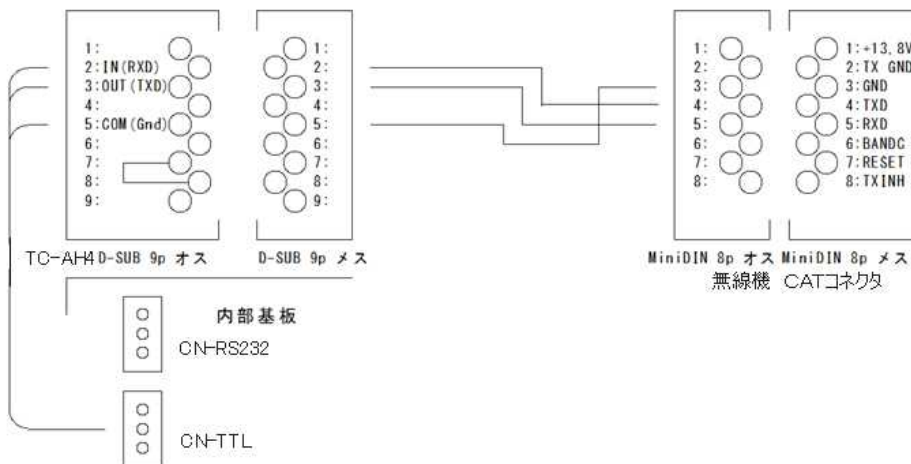 1:
2:IN(RXD)
3:OUT(TXD)
4:
5:COM(Gnd)
6:
7:
8:
9:
1:
2:
3:
4:
5:
6:
7:
8:
9:
1:
2:
3:
4:
5:
6:
7:
8:
1:+13,8V
2:TX GND
3:GND
4:TXD
5:RXD
6:BANDC
7:RESET
8:TXINH
TC-AH4 D-SUB 9p オス
D-SUB 9p メス
MiniDIN 8p オス
MiniDIN 8p メス
無線機 CATコネクタ
内部基板
CN-RS232
CN-TTL